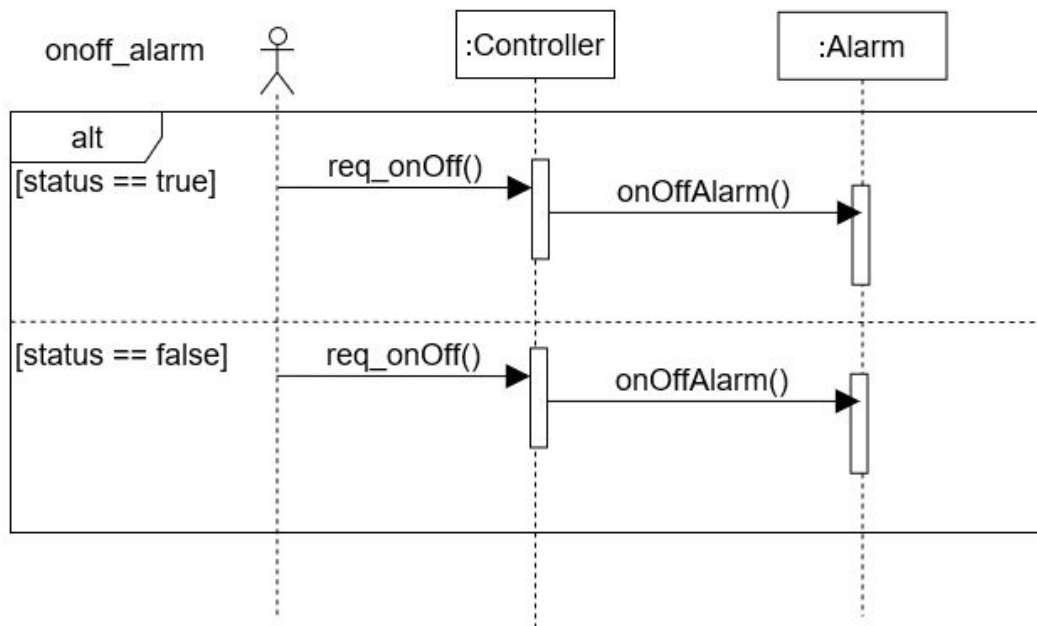 onoff_alarm
:Controller
:Alarm
alt
[status == true]
req_onOff()
onOffAlarm()
[status == false]
req_onOff()
onOffAlarm()